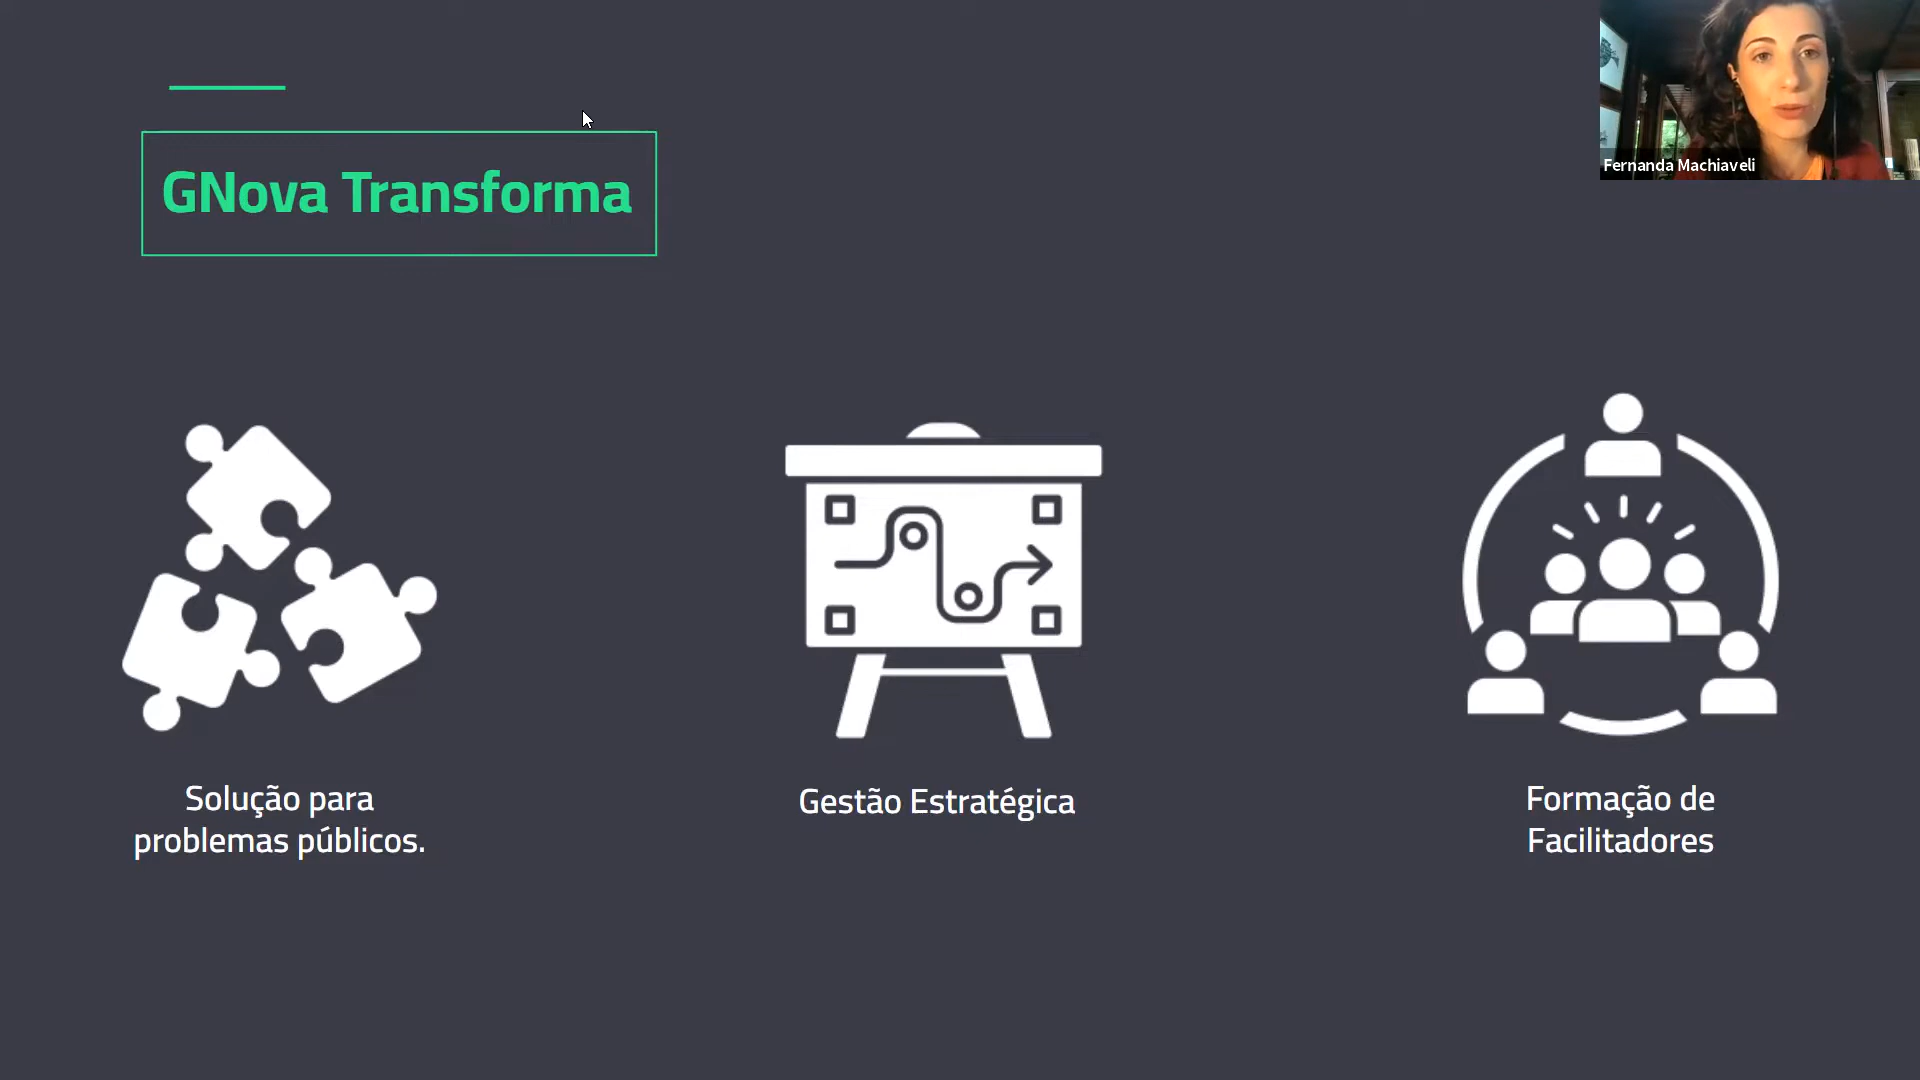 Fernanda Machiaveli
GNova Transforma
Solução para
problemas públicos.
Gestão Estratégica
Formação de
Facilitadores